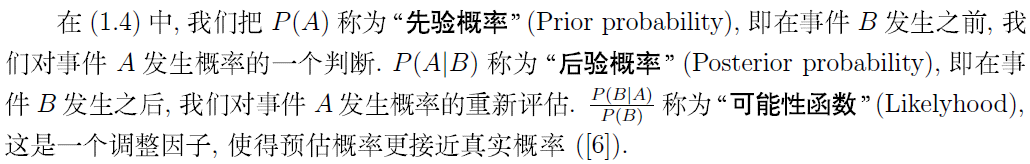 在 (1.4) 中, 我们把 P(A) 称为 “先验概率” (Prior probability), 即在事件 B 发生之前, 我
们对事件 A 发生概率的一个判断. P(A|B) 称为 “后验概率” (Posterior probability), 即在事
件 B 发生之后, 我们对事件 A 发生概率的重新评估. P(B|A)/P(B) 称为 “可能性函数” (Likelyhood),
这是一个调整因子, 使得预估概率更接近真实概率 ([6]).